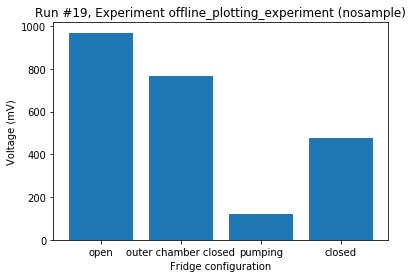 Run #19, Experiment offline_plotting_experiment (nosample)
1000
800
600
400
200
0
Voltage (mV)
open outer chamber closed pumping closed
Fridge configuration